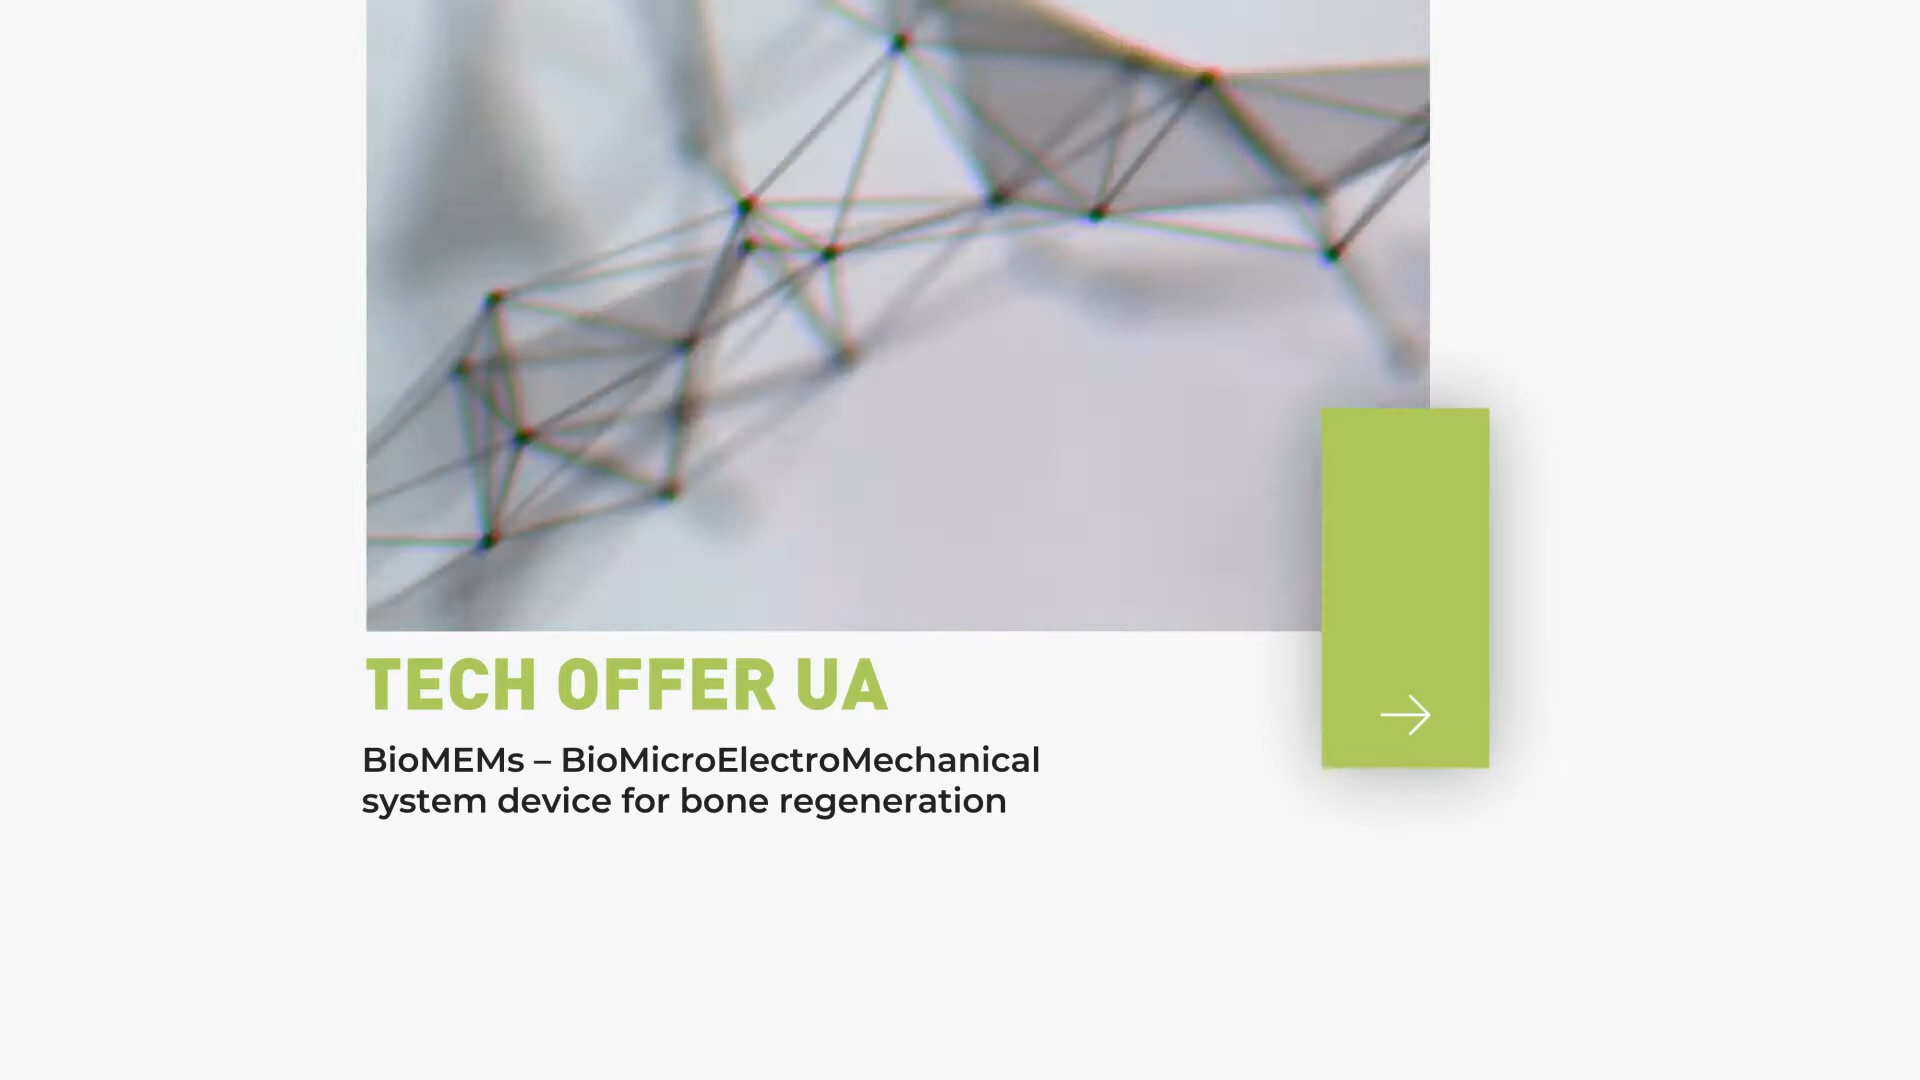 TECH OFFER UA
BioMEMs – BioMicroElectroMechanical
system device for bone regeneration